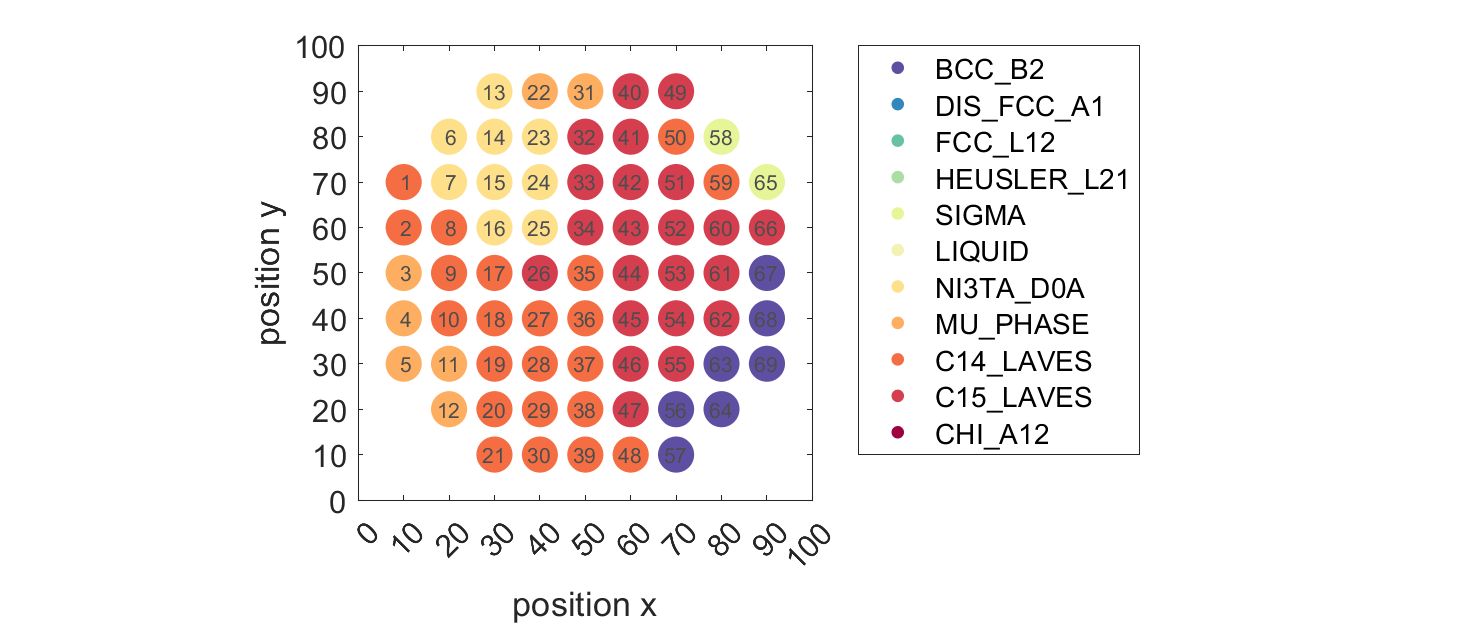 100
90
80
70
60
50
40
30
20
10
0
13 22 31 40 49
6 14 23 32 41 50 58
1 7 15 24 33 42 51 59 65
2 8 16 25 34 43 52 60 66
3 9 17 26 35 44 53 61 67
4 10 18 27 36 45 54 62 68
5 11 19 28 37 46 55 63 69
12 20 29 38 47 56 64
21 30 39 48 57
0 10 20 30 40 50 60 70 80 90 100
position x
position y
BCC_B2
DIS_FCC_A1
FCC_L12
HEUSLER_L21
SIGMA
LIQUID
NI3TA_D0A
MU_PHASE
C14_LAVES
C15_LAVES
CHI_A12